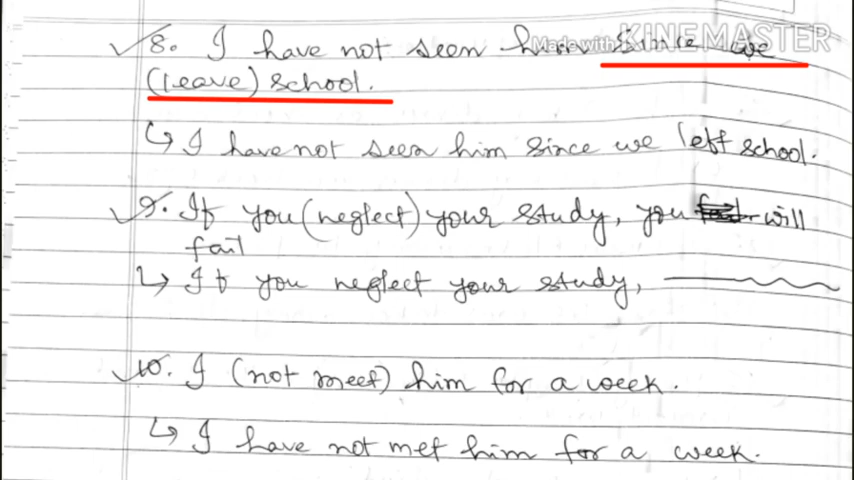 8. I have not seen him since we
Made with KINEMASTER
(leave) school.
↳ I have not seen him since we left school.
9. If you (neglect) your study, you will
fail
↳ If you neglect your study,
10. I (not meet) him for a week.
↳ I have not met him for a week.